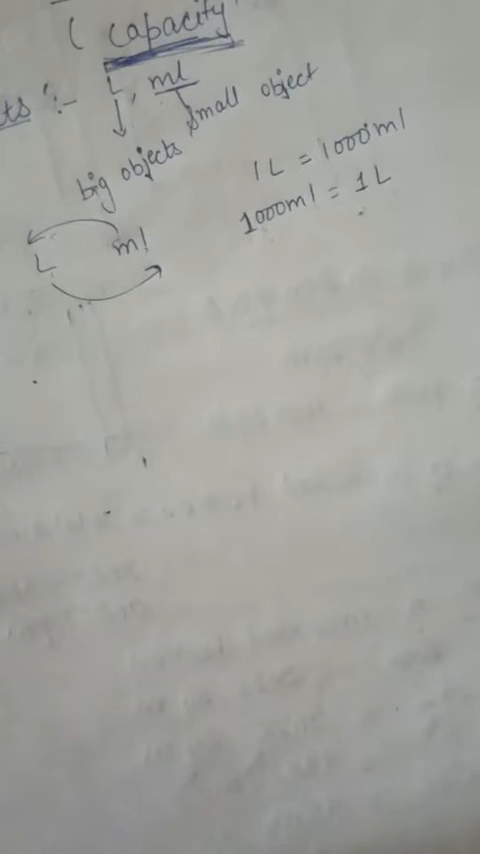 ( Capacity
ts :- L, ml
small object
big objects
1L = 1000ml
1000ml = 1L
L ml